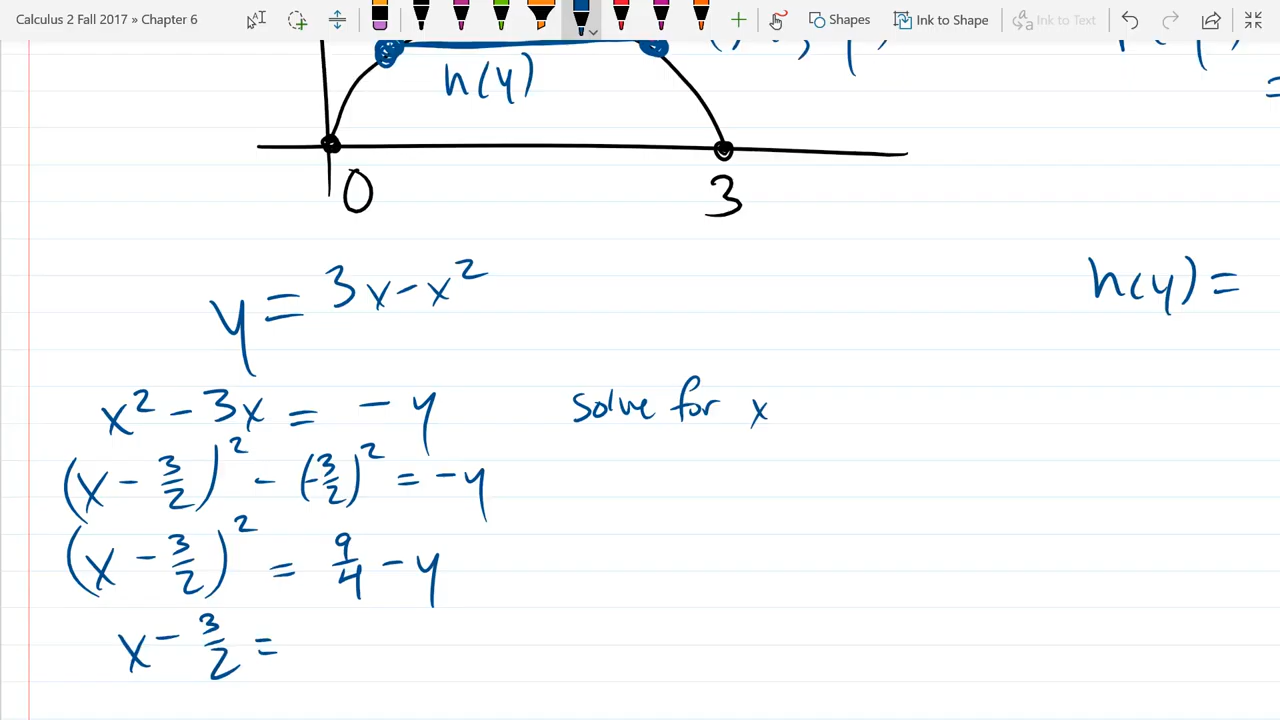 Calculus 2 Fall 2017 » Chapter 6
Shapes
Ink to Shape
Ink to Text
h(y)
=
0
3
y = 3x - x²
h(y) =
x² - 3x = - y
solve for x
(x - 3/2)² - (-3/2)² = - y
(x - 3/2)² = 9/4 - y
x - 3/2 =